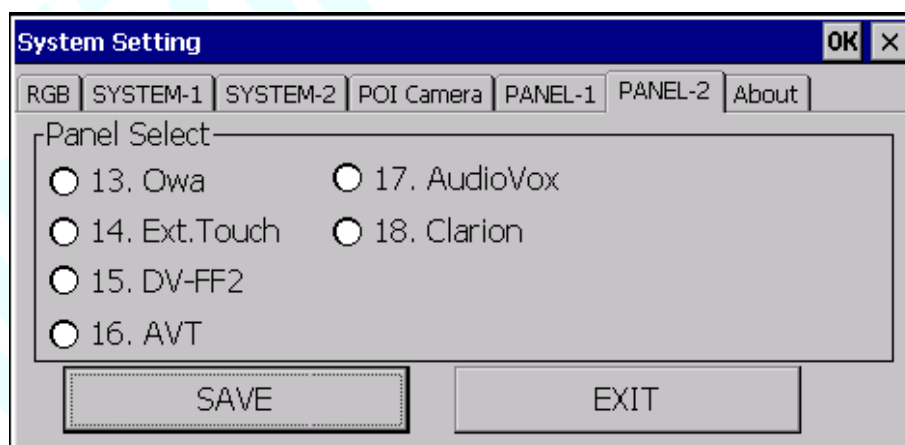 System Setting OK ×
RGB SYSTEM-1 SYSTEM-2 POI Camera PANEL-1 PANEL-2 About
Panel Select
13. Owa 17. AudioVox
14. Ext.Touch 18. Clarion
15. DV-FF2
16. AVT
SAVE EXIT